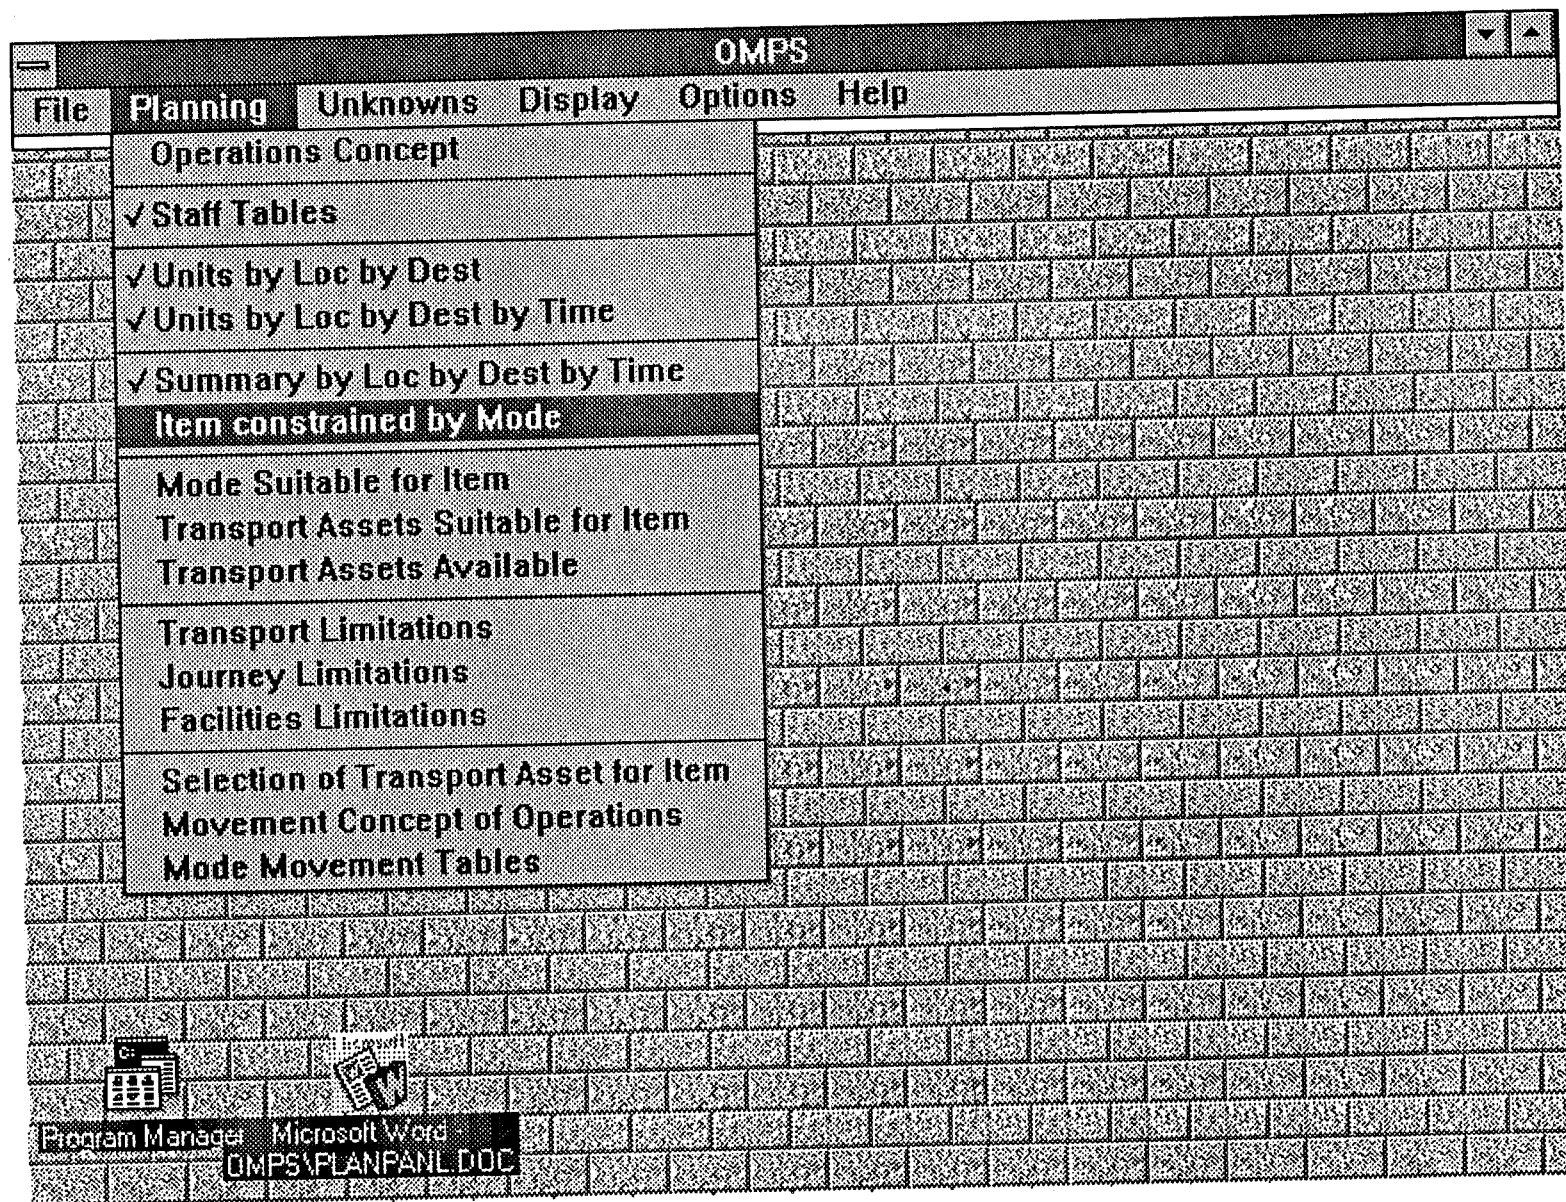 OMPS
File Planning Unknowns Display Options Help
Operations Concept
✓ Staff Tables
✓ Units by Loc by Dest
✓ Units by Loc by Dest by Time
✓ Summary by Loc by Dest by Time
Item constrained by Mode
Mode Suitable for Item
Transport Assets Suitable for Item
Transport Assets Available
Transport Limitations
Journey Limitations
Facilities Limitations
Selection of Transport Asset for Item
Movement Concept of Operations
Mode Movement Tables
C:
Microsoft
W
Program Manager Microsoft Word -
OMPS\PLANPANL.DOC